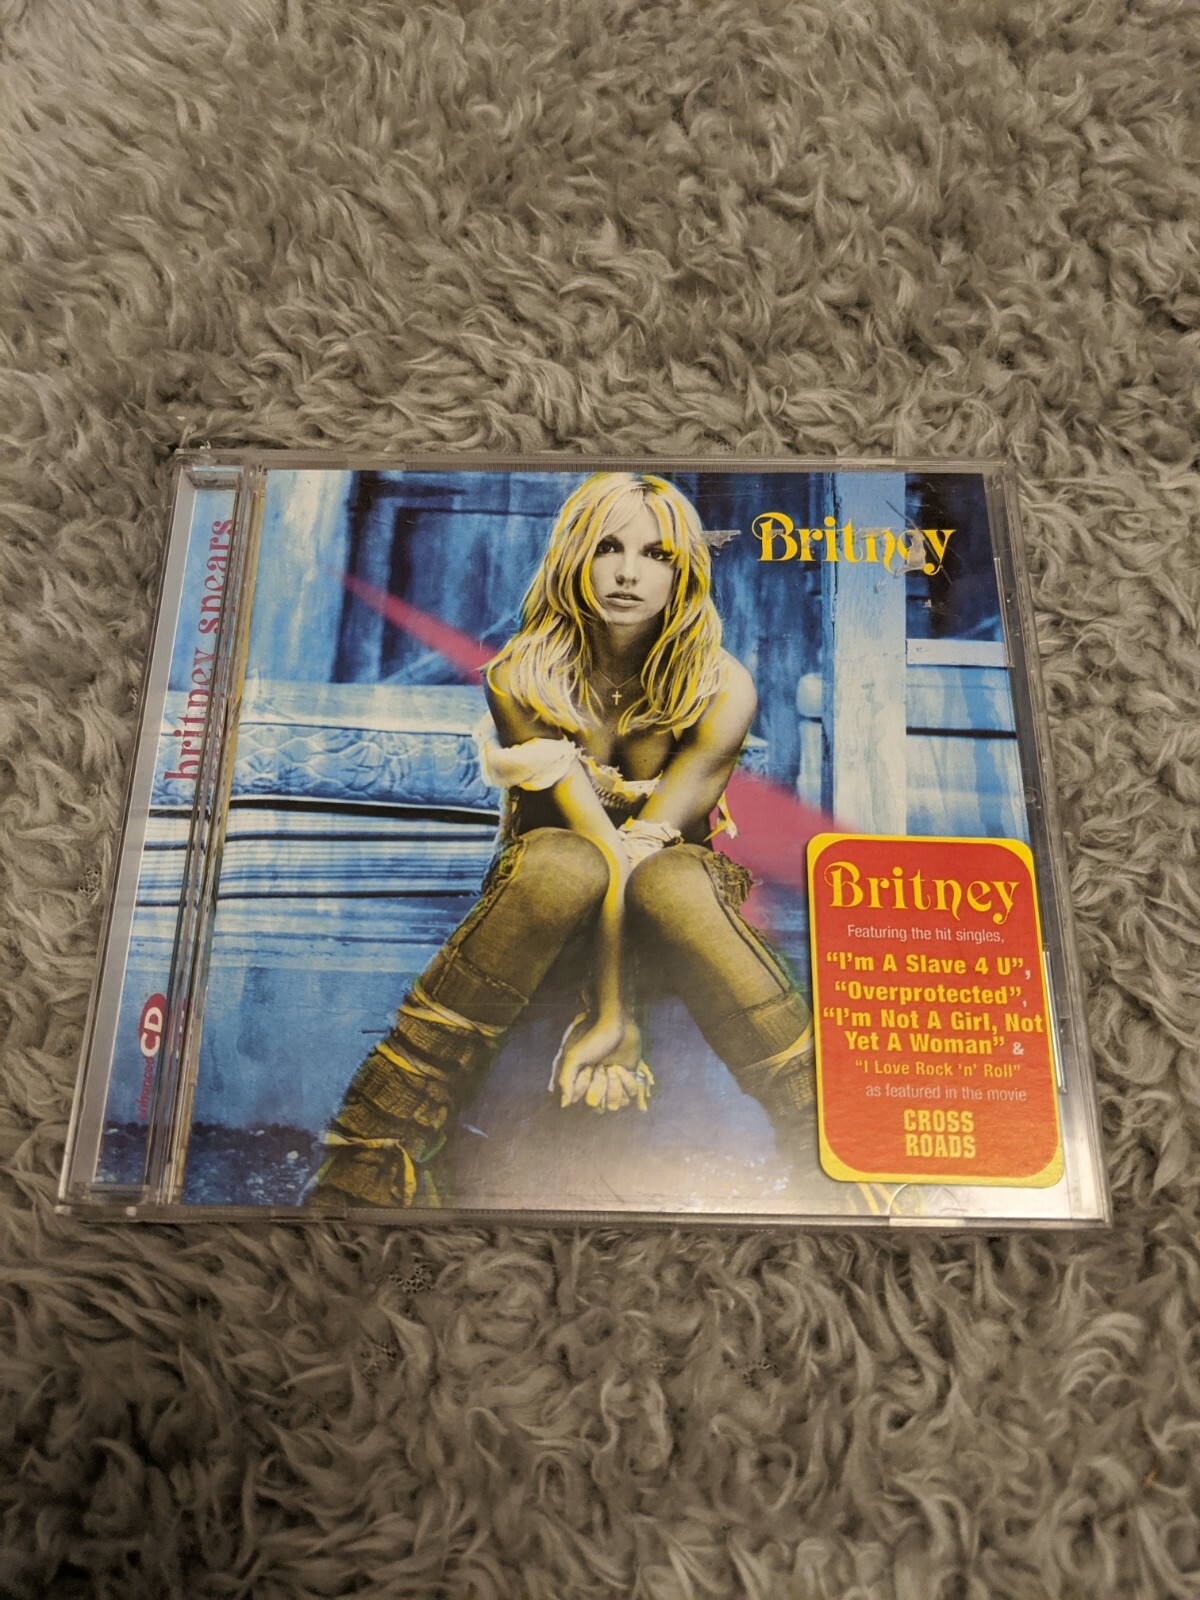 britney spears
enhanced CD
Britney
Britney
Featuring the hit singles,
“I'm A Slave 4 U”,
“Overprotected”,
“I'm Not A Girl, Not
Yet A Woman” &
“I Love Rock 'n' Roll”
as featured in the movie
CROSS
ROADS